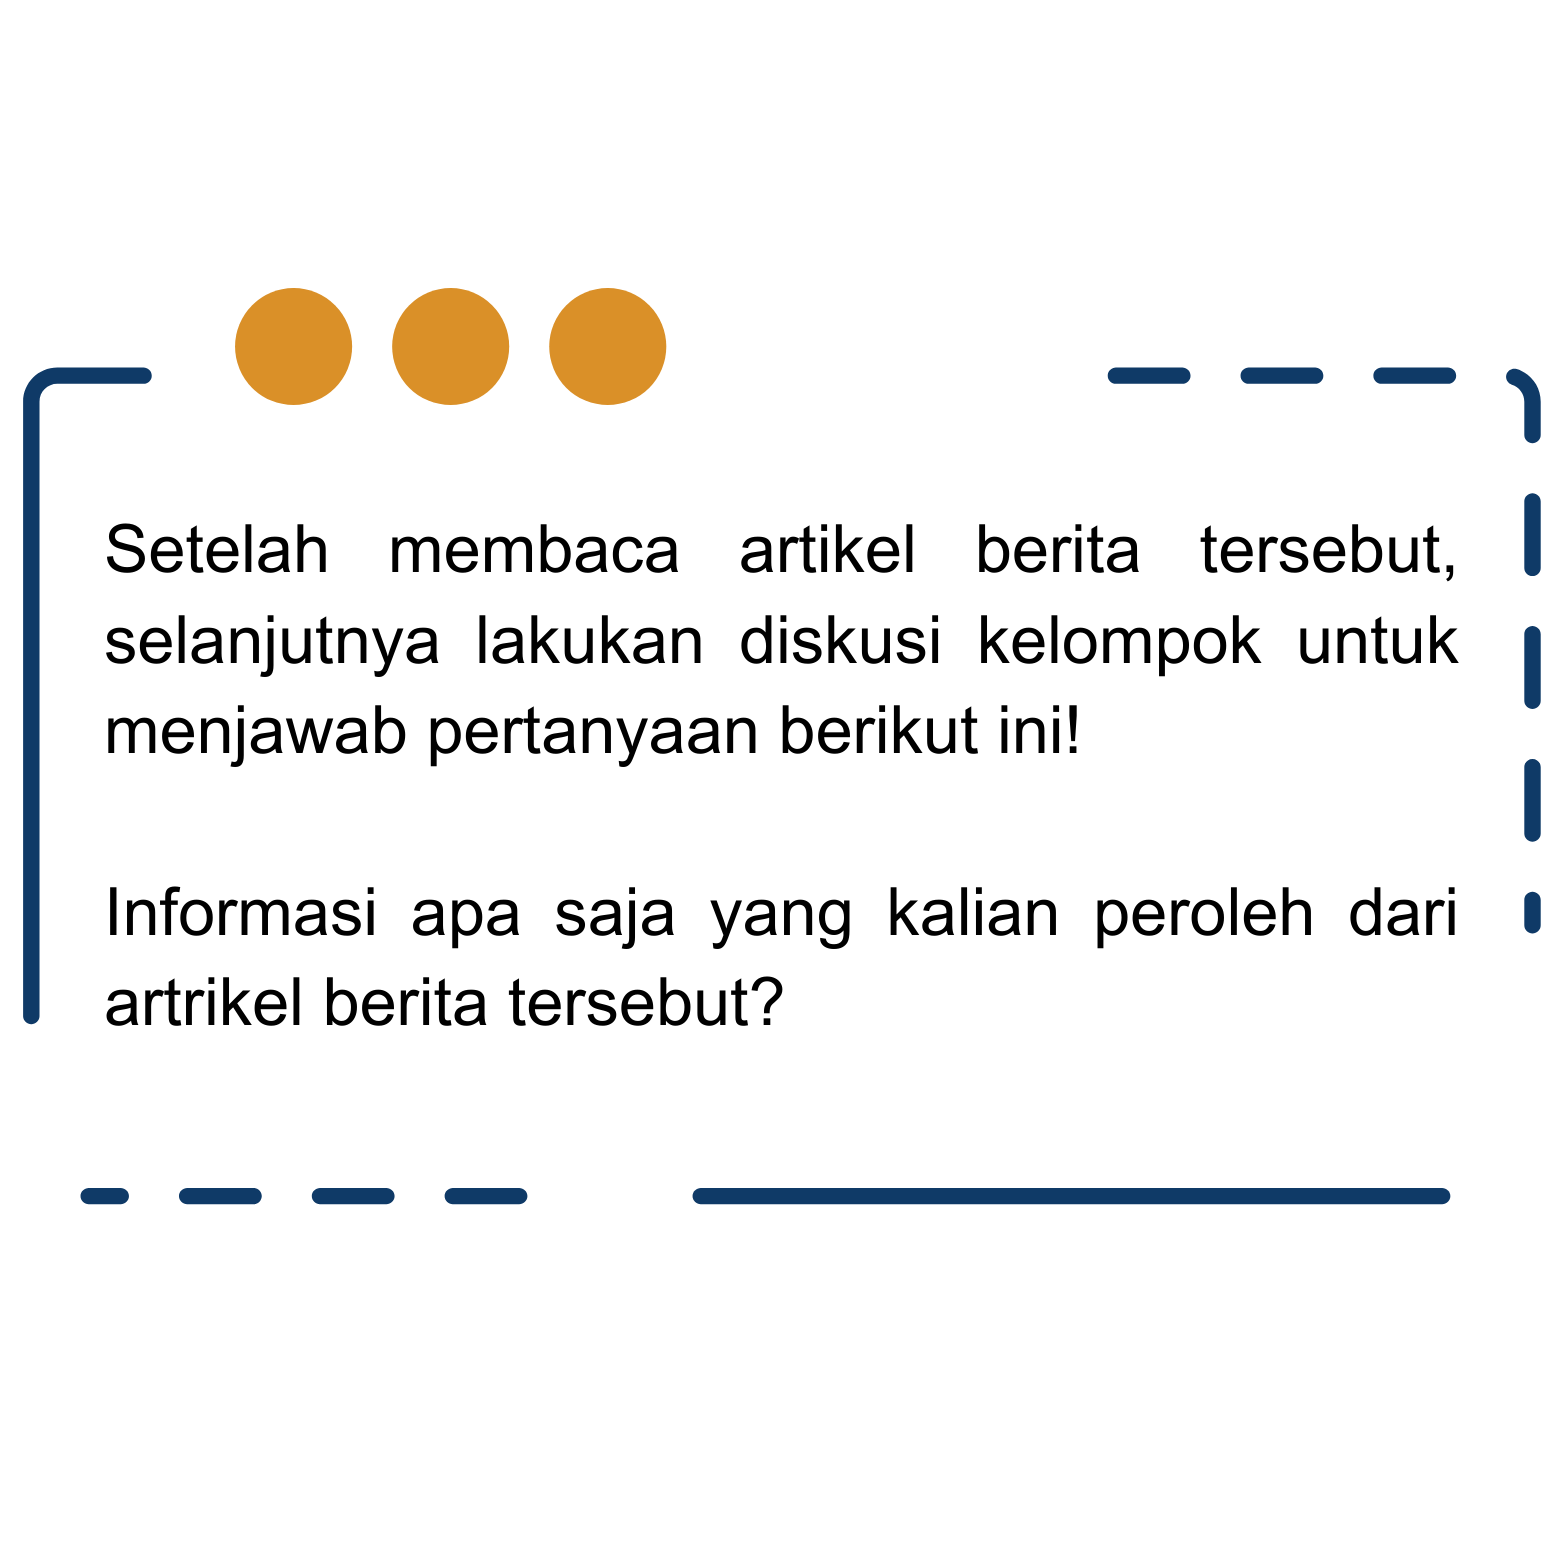 Setelah membaca artikel berita tersebut,
selanjutnya lakukan diskusi kelompok untuk
menjawab pertanyaan berikut ini!
Informasi apa saja yang kalian peroleh dari
artrikel berita tersebut?